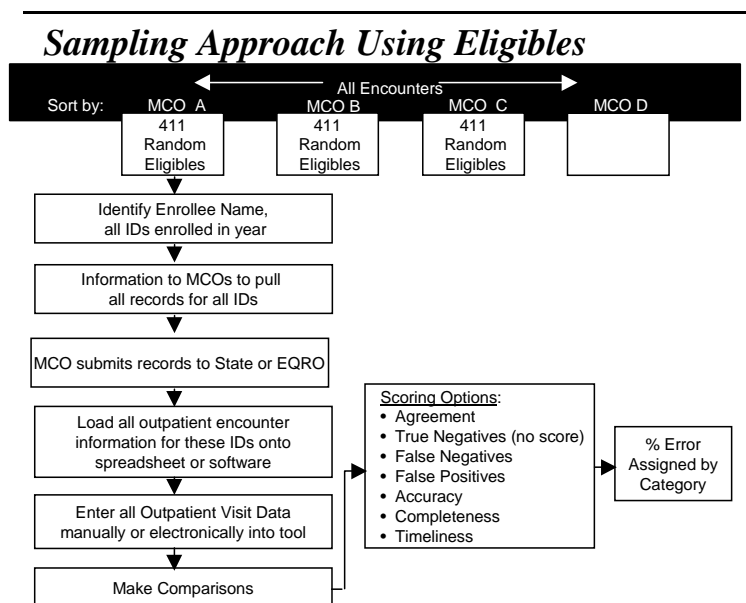 Sampling Approach Using Eligibles
All Encounters
Sort by: MCO A MCO B MCO C MCO D
411 411 411
Random Random Random
Eligibles Eligibles Eligibles
Identify Enrollee Name,
all IDs enrolled in year
Information to MCOs to pull
all records for all IDs
MCO submits records to State or EQRO
Load all outpatient encounter
information for these IDs onto
spreadsheet or software
Enter all Outpatient Visit Data
manually or electronically into tool
Make Comparisons
Scoring Options:
• Agreement
• True Negatives (no score)
• False Negatives
• False Positives
• Accuracy
• Completeness
• Timeliness
% Error
Assigned by
Category